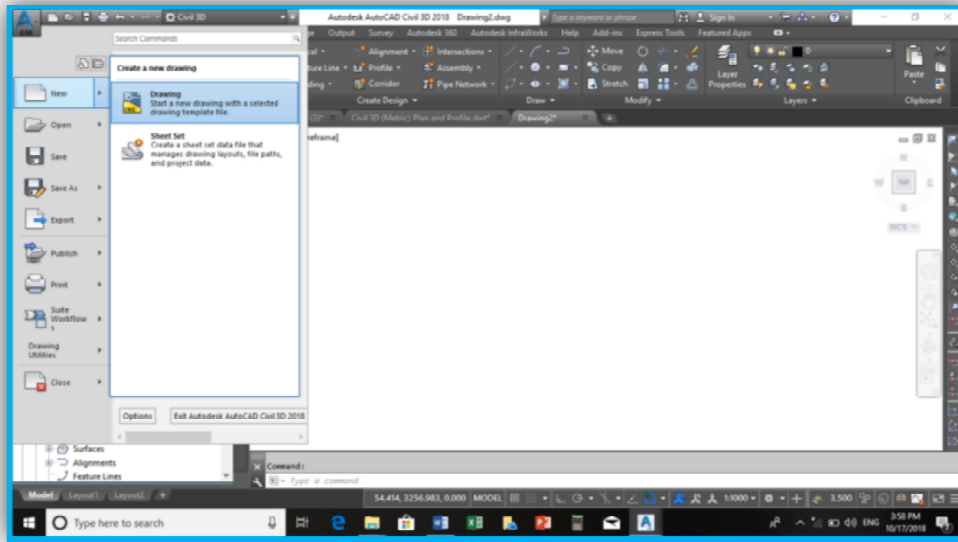 Civil 3D
Autodesk AutoCAD Civil 3D 2018 Drawing2.dwg
Type a keyword or phrase
Sign In
Output Survey Autodesk 360 Autodesk InfraWorks Help Add-ins Express Tools Featured Apps
Search Commands
Alignment Intersections Move
Profile Assembly Copy
Corridor Pipe Network Stretch
Layer
Properties
Paste
0
Create Design Draw Modify Layers Clipboard
Civil 3D (Metric) Plan and Profile.dwt* Drawing2*
Create a new drawing
New
Drawing
Start a new drawing with a selected
drawing template file.
Sheet Set
Create a sheet set data file that
manages drawing layouts, file paths,
and project data.
Open
Save
Save As
Export
Publish
Print
Suite
Workflow
s
Drawing
Utilities
Close
Options
Exit Autodesk AutoCAD Civil 3D 2018
W TOP
WCS
Surfaces
Alignments
Feature Lines
Command:
Type a command
Model Layout1 Layout2 +
54.414, 3256.983, 0.000 MODEL 1:1000 3.500
Type here to search
ENG
3:58 PM
10/17/2018